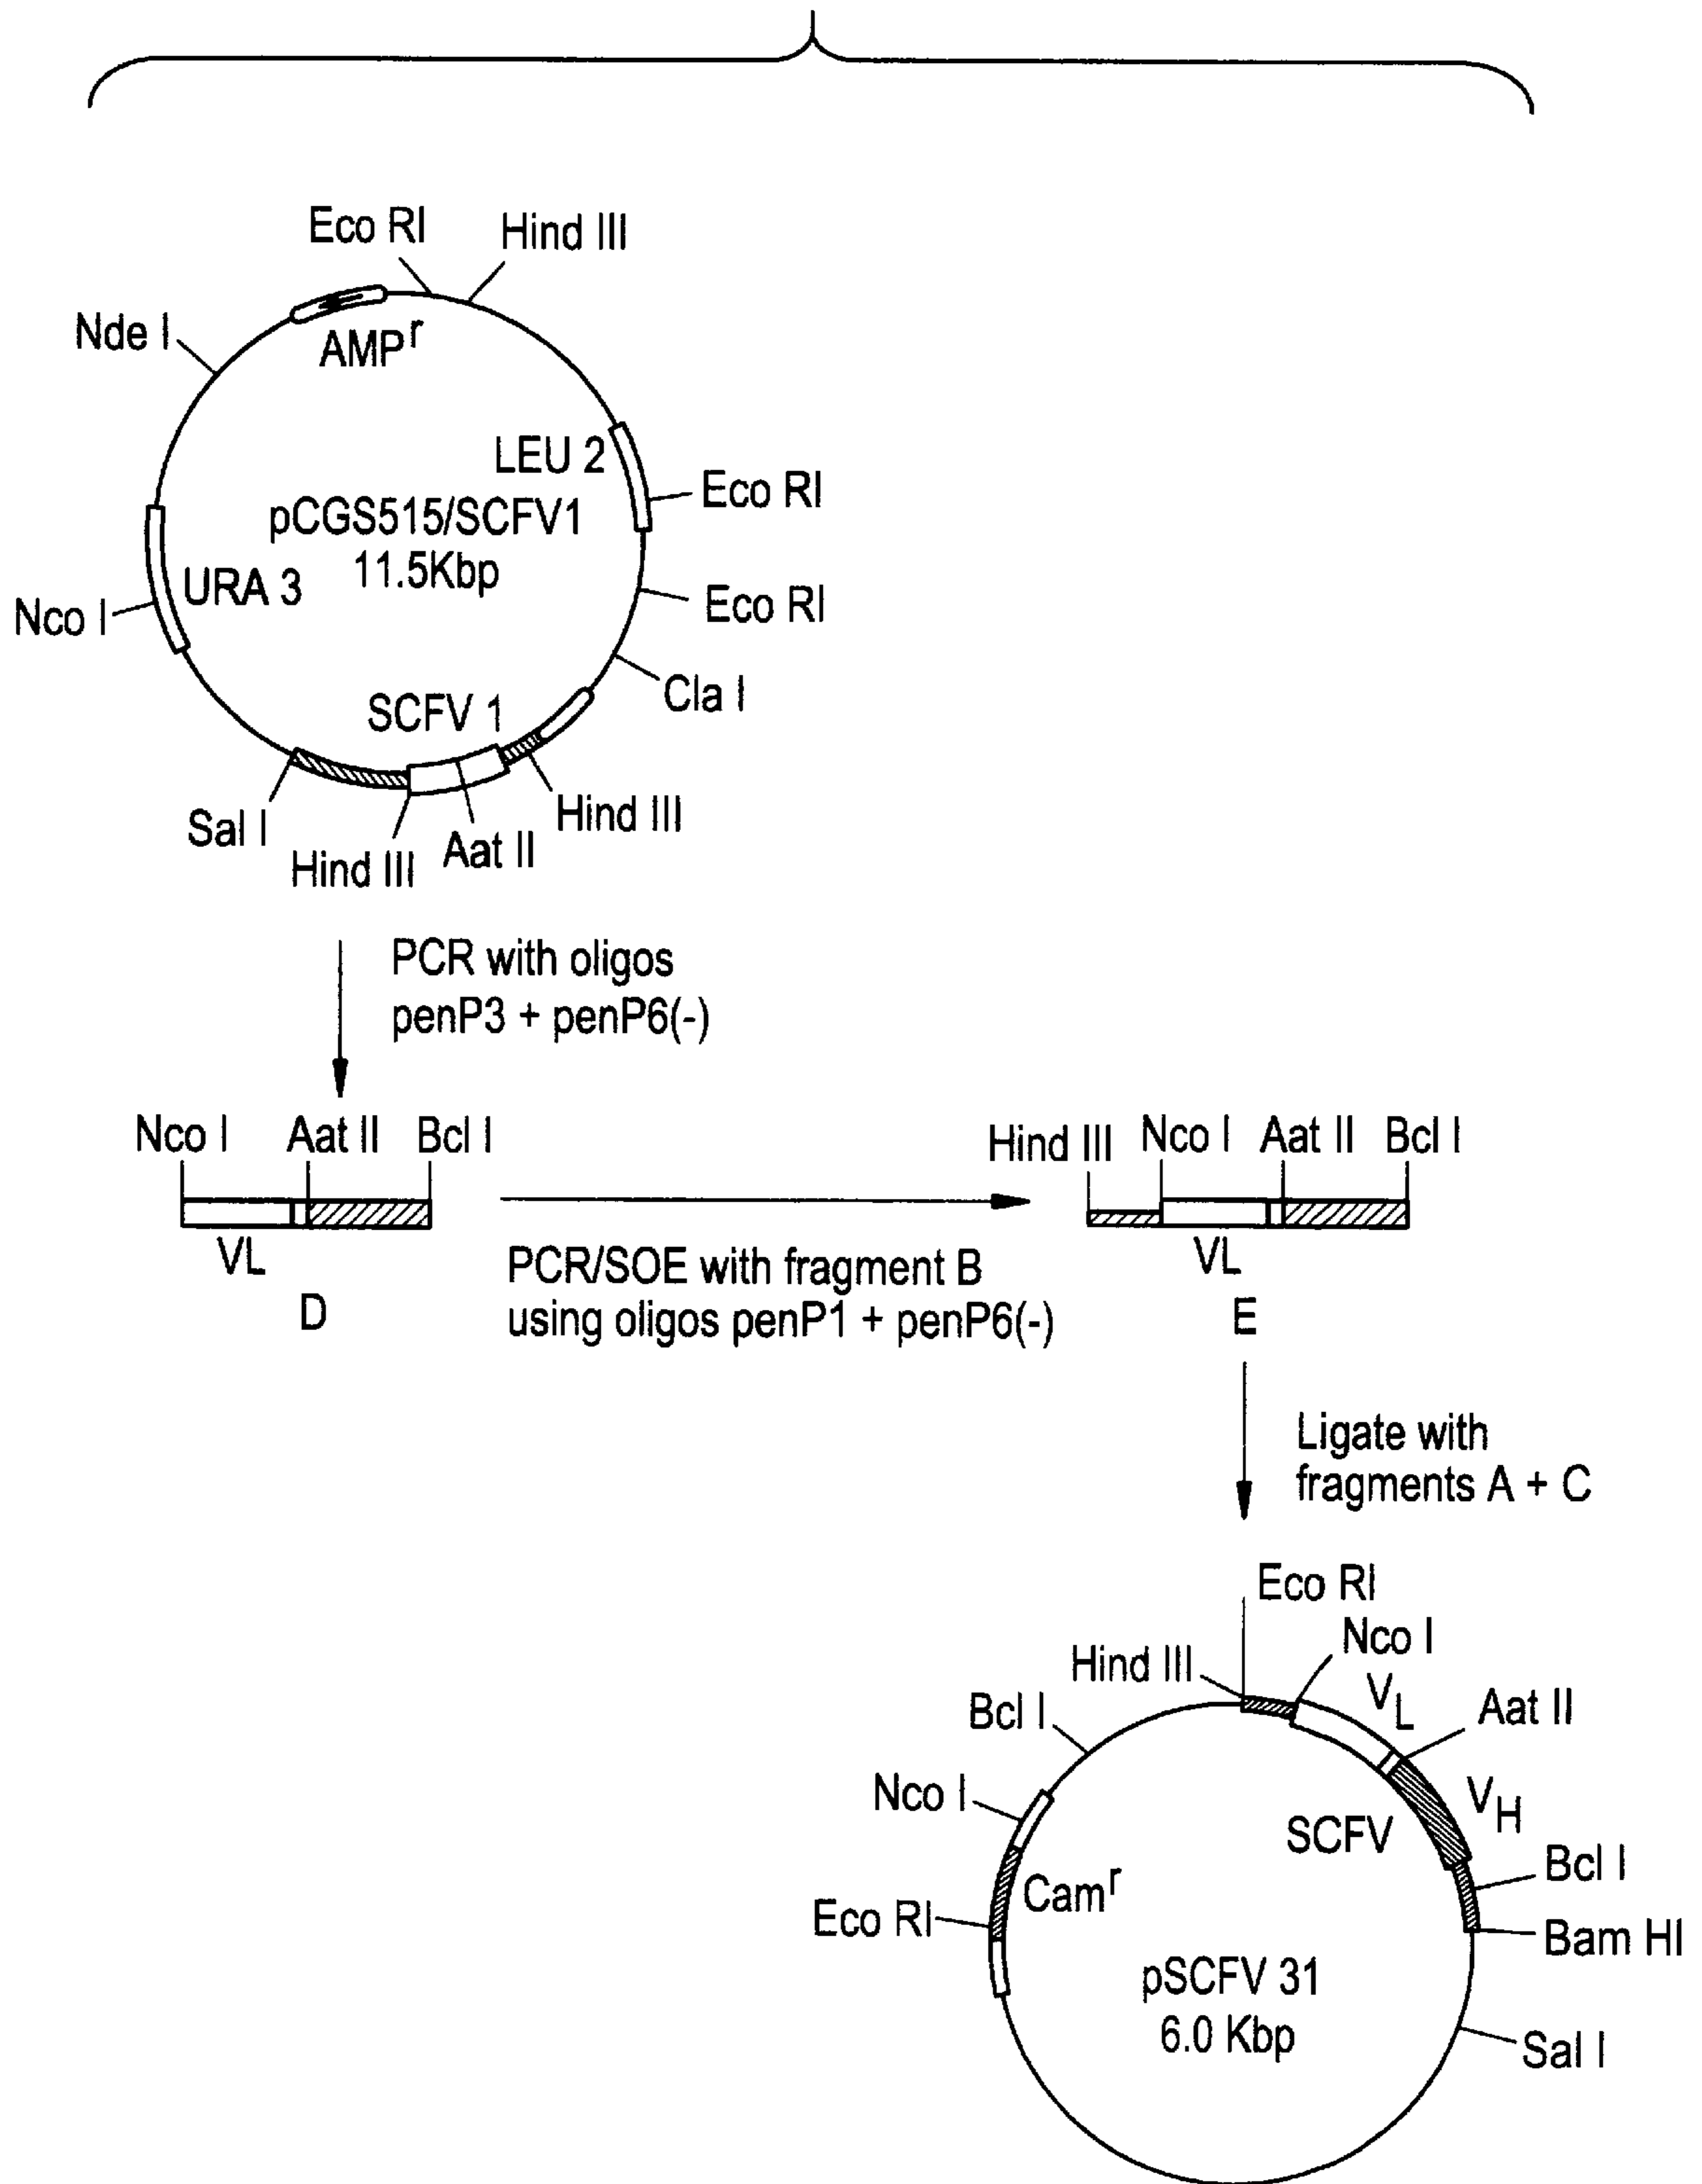 Eco RI
Hind III
Nde I
AMPr
LEU 2
Eco RI
pCGS515/SCFV1
11.5Kbp
URA 3
Nco I
Eco RI
Cla I
SCFV 1
Sal I
Hind III
Aat II
Hind III
PCR with oligos
penP3 + penP6(-)
Nco I
Aat II
Bcl I
VL
D
PCR/SOE with fragment B
using oligos penP1 + penP6(-)
Hind III
Nco I
Aat II
Bcl I
VL
E
Ligate with
fragments A + C
Eco RI
Nco I
Hind III
VL
Aat II
Bcl I
Nco I
VH
SCFV
Bcl I
Camr
Eco RI
Bam HI
pSCFV 31
6.0 Kbp
Sal I